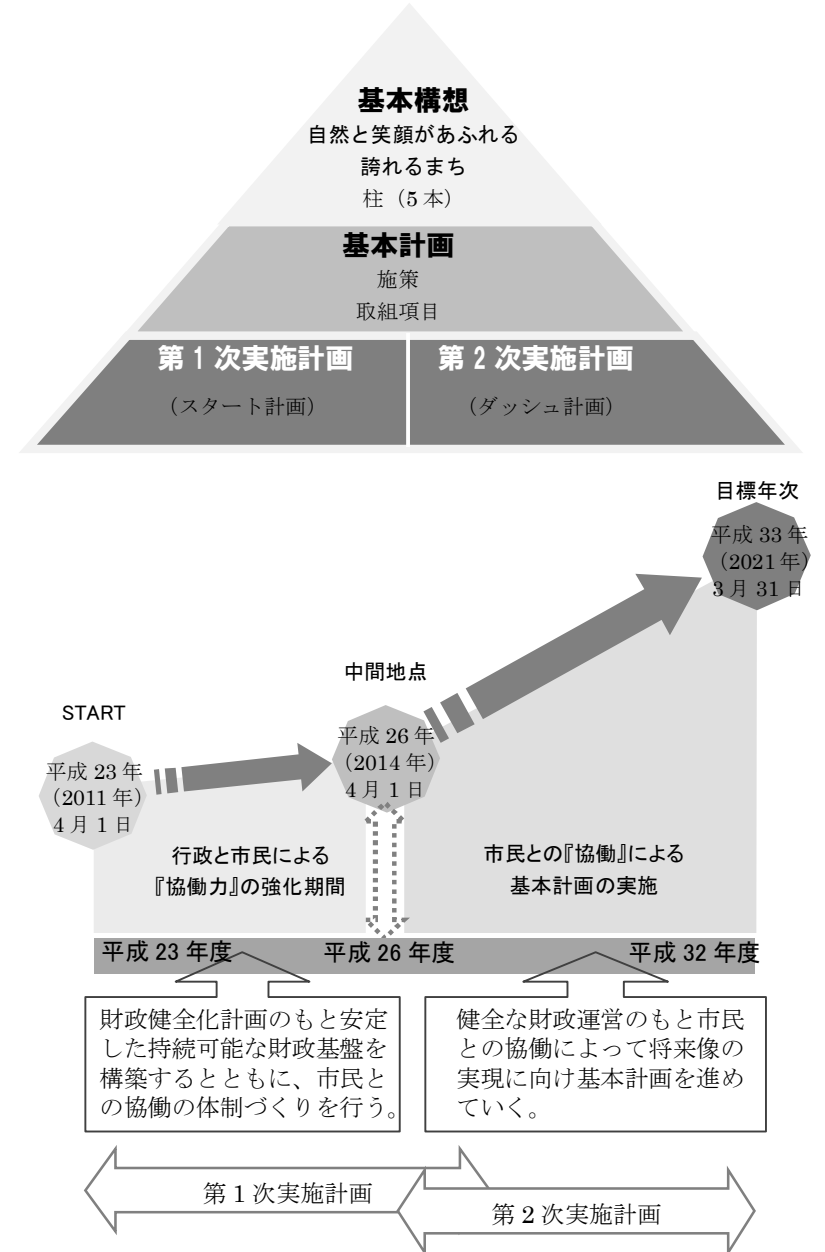 基本構想
自然と笑顔があふれる
誇れるまち
柱（5本）
基本計画
施策
取組項目
第1次実施計画
（スタート計画）
第2次実施計画
（ダッシュ計画）
目標年次
平成33年
（2021年）
3月31日
中間地点
平成26年
（2014年）
4月1日
START
平成23年
（2011年）
4月1日
行政と市民による
『協働力』の強化期間
市民との『協働』による
基本計画の実施
平成23年度
平成26年度
平成32年度
財政健全化計画のもと安定
した持続可能な財政基盤を
構築するとともに、市民と
の協働の体制づくりを行う。
健全な財政運営のもと市民
との協働によって将来像の
実現に向け基本計画を進め
ていく。
第1次実施計画
第2次実施計画